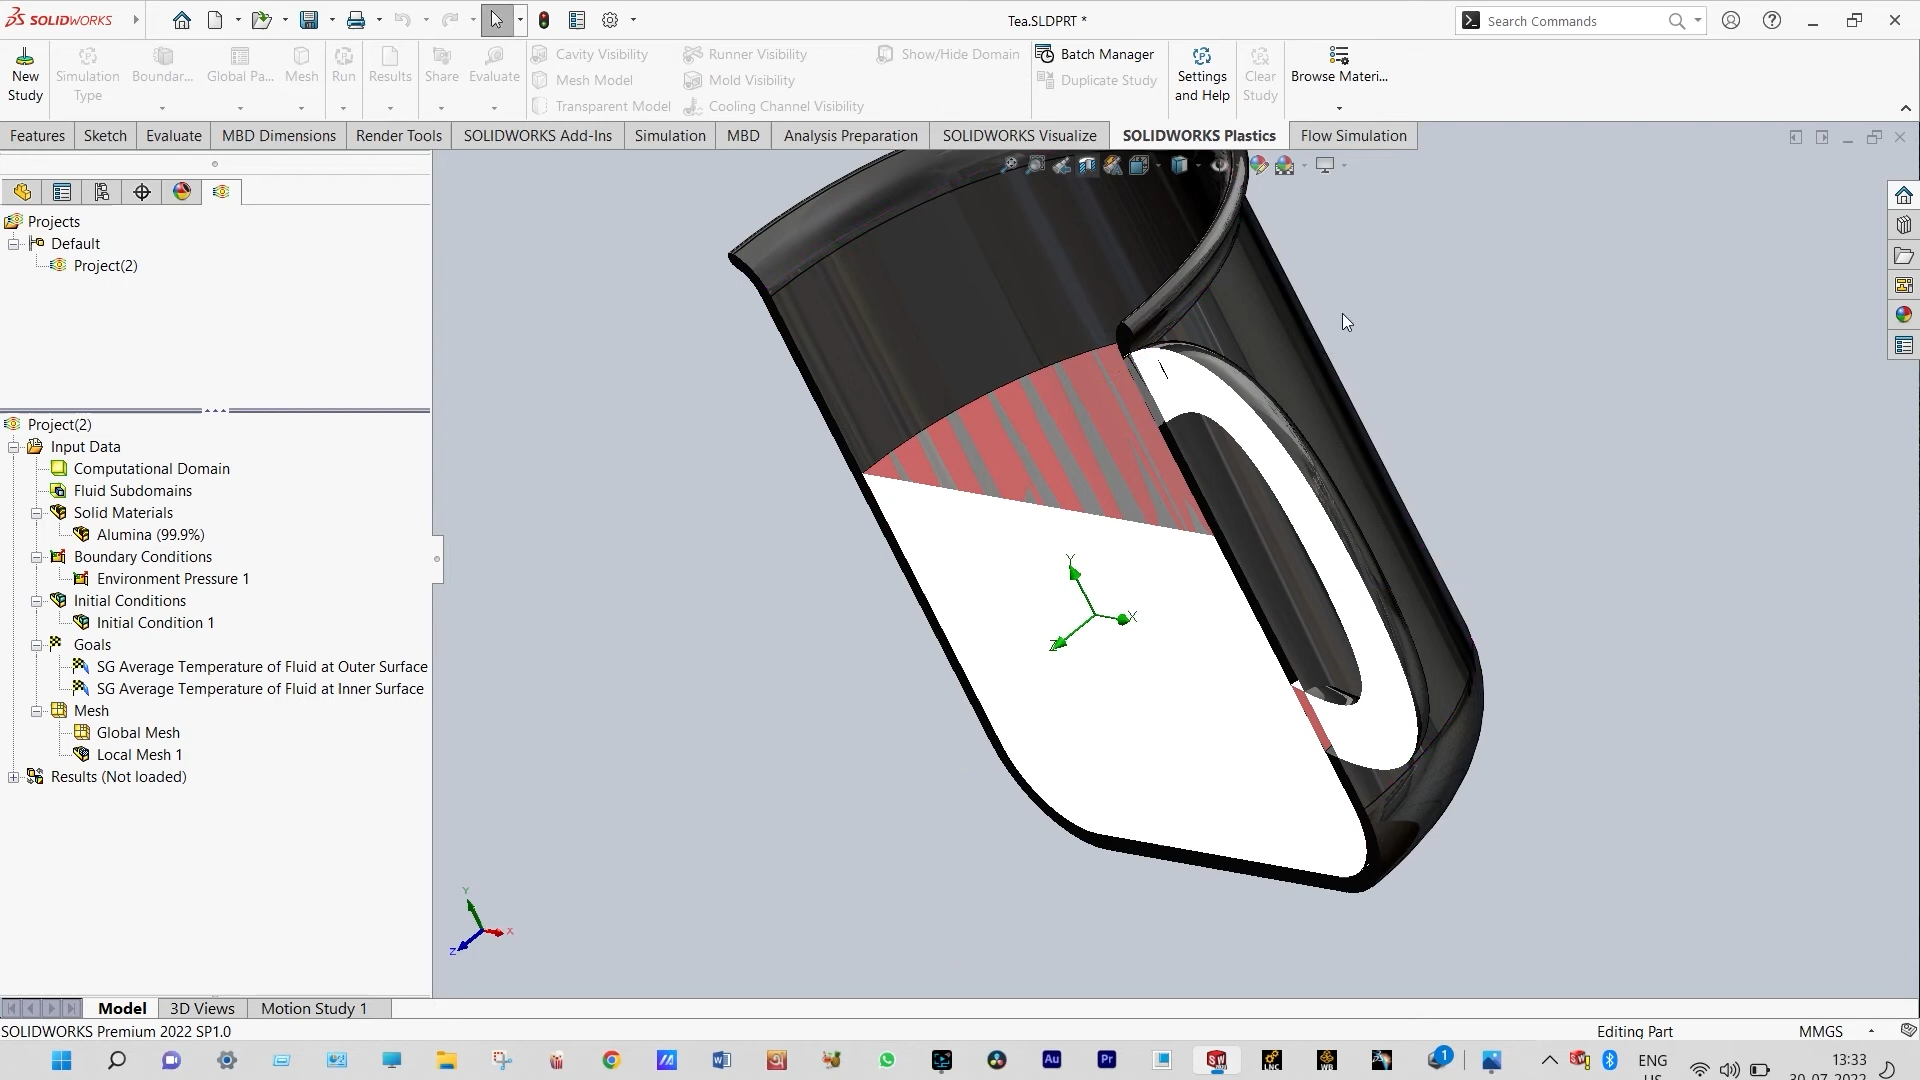 SOLIDWORKS
Tea.SLDPRT *
Search Commands
New Study
Simulation Type
Boundar...
Global Pa...
Mesh
Run
Results
Share
Evaluate
Cavity Visibility
Mesh Model
Transparent Model
Runner Visibility
Mold Visibility
Cooling Channel Visibility
Show/Hide Domain
Batch Manager
Duplicate Study
Settings and Help
Clear Study
Browse Materi...
Features
Sketch
Evaluate
MBD Dimensions
Render Tools
SOLIDWORKS Add-Ins
Simulation
MBD
Analysis Preparation
SOLIDWORKS Visualize
SOLIDWORKS Plastics
Flow Simulation
Projects
Default
Project(2)
Project(2)
Input Data
Computational Domain
Fluid Subdomains
Solid Materials
Alumina (99.9%)
Boundary Conditions
Environment Pressure 1
Initial Conditions
Initial Condition 1
Goals
SG Average Temperature of Fluid at Outer Surface
SG Average Temperature of Fluid at Inner Surface
Mesh
Global Mesh
Local Mesh 1
Results (Not loaded)
Y
X
Z
Y
X
Z
Model
3D Views
Motion Study 1
SOLIDWORKS Premium 2022 SP1.0
Editing Part
MMGS
Au
Pr
1
ENG
13:33
30-07-2022